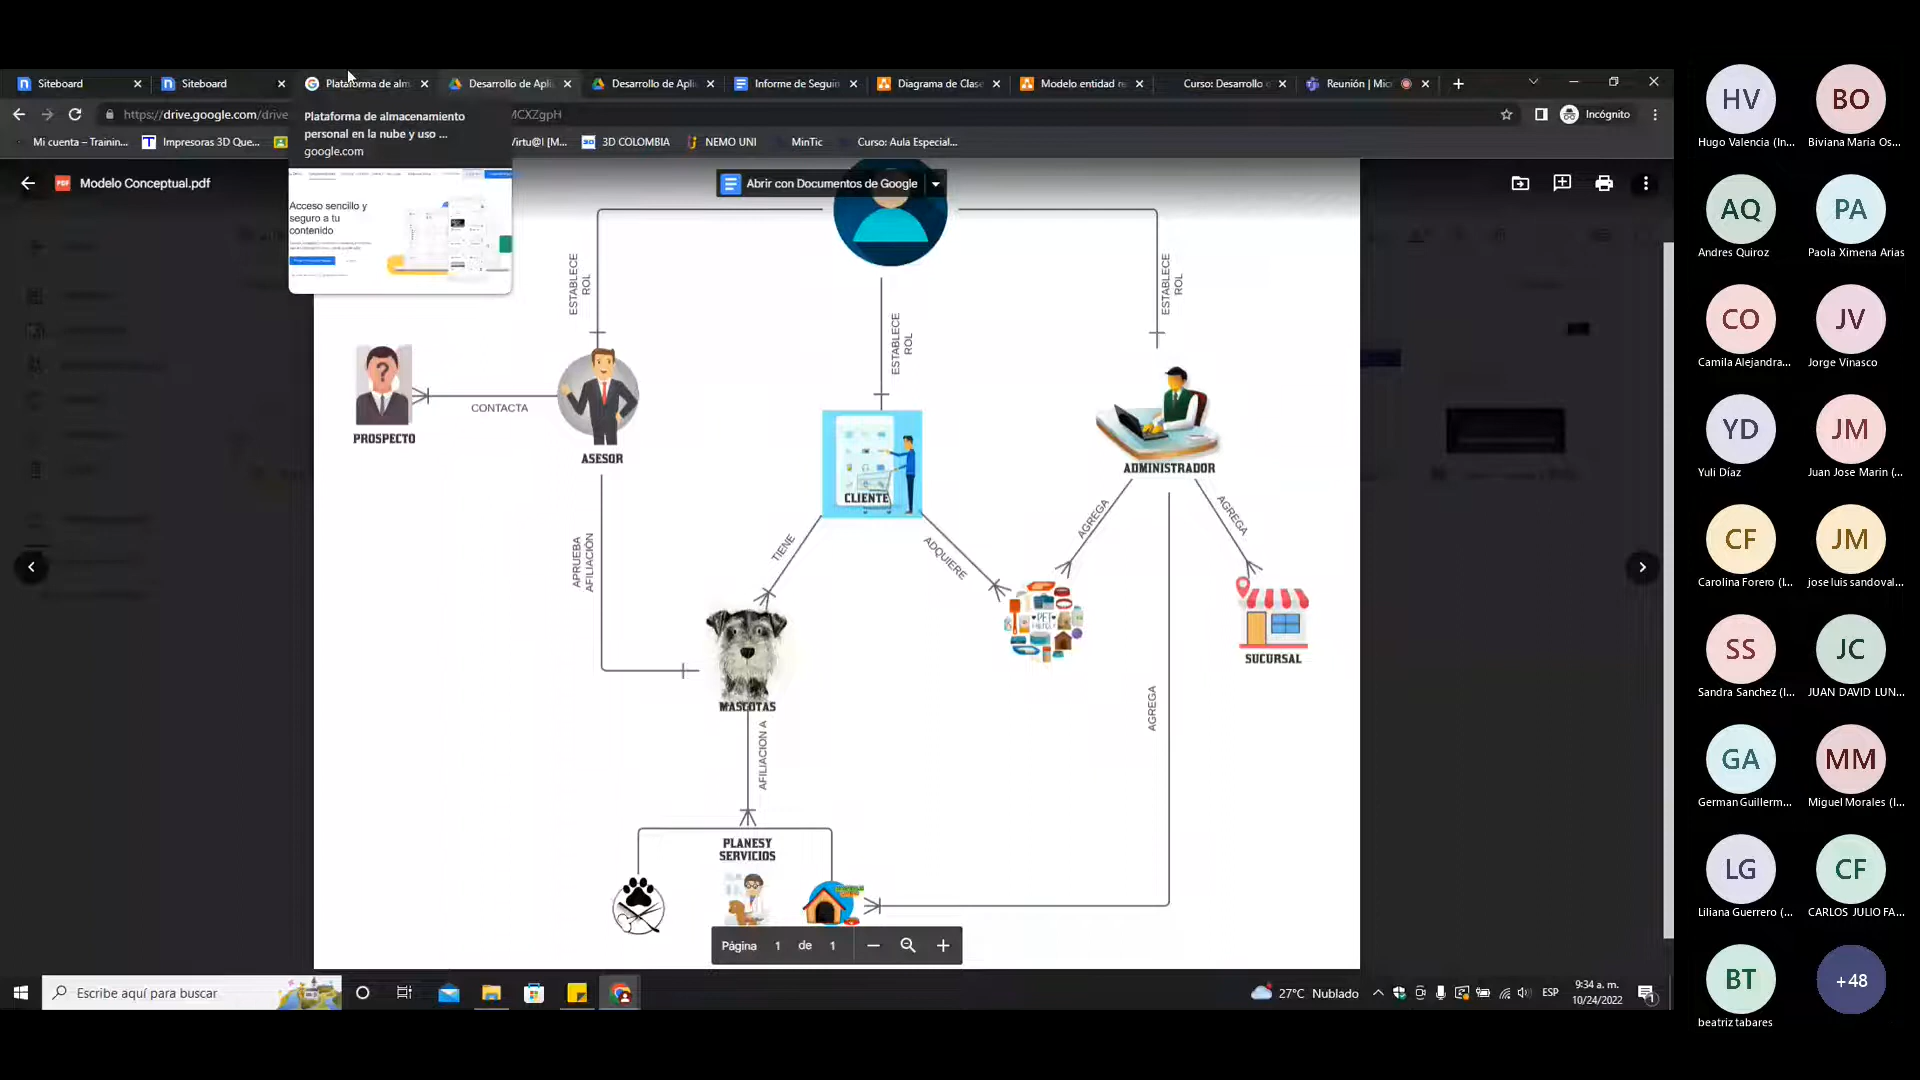 Siteboard
Siteboard
Plataforma de alm
Desarrollo de Apli
Desarrollo de Apli
Informe de Seguin
Diagrama de Clase
Modelo entidad re
Curso: Desarrollo
Reunión | Mic
https://drive.google.com/drive
MCXZgpH
Incógnito
Plataforma de almacenamiento
personal en la nube y uso ...
google.com
Mi cuenta – Trainin...
Impresoras 3D Que...
Virtu@l [M...
3D COLOMBIA
NEMO UNI
MinTic
Curso: Aula Especial...
PDF
Modelo Conceptual.pdf
Abrir con Documentos de Google
Acceso sencillo y
seguro a tu
contenido
ESTABLECE
ROL
ESTABLECE
ROL
ESTABLECE
ROL
PROSPECTO
CONTACTA
ASESOR
CLIENTE
ADMINISTRADOR
APRUEBA
AFILIACIÓN
TIENE
ADQUIERE
AGREGA
AGREGA
AGREGA
MASCOTAS
SUCURSAL
AFILIACION A
PLANESY
SERVICIOS
Página 1 de 1
Escribe aquí para buscar
27°C Nublado
ESP
9:34 a. m.
10/24/2022
1
HV
Hugo Valencia (In...
BO
Biviana María Os...
AQ
Andres Quiroz
PA
Paola Ximena Arias
CO
Camila Alejandra...
JV
Jorge Vinasco
YD
Yuli Díaz
JM
Juan Jose Marin (...
CF
Carolina Forero (I...
JM
jose luis sandoval...
SS
Sandra Sanchez (I...
JC
JUAN DAVID LUN...
GA
German Guillerm...
MM
Miguel Morales (I...
LG
Liliana Guerrero (...
CF
CARLOS JULIO FA...
BT
beatriz tabares
+48